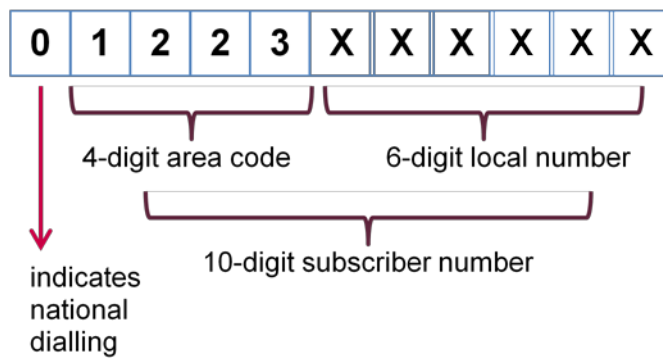 0 1 2 2 3 X X X X X X
4-digit area code
6-digit local number
10-digit subscriber number
indicates
national
dialling